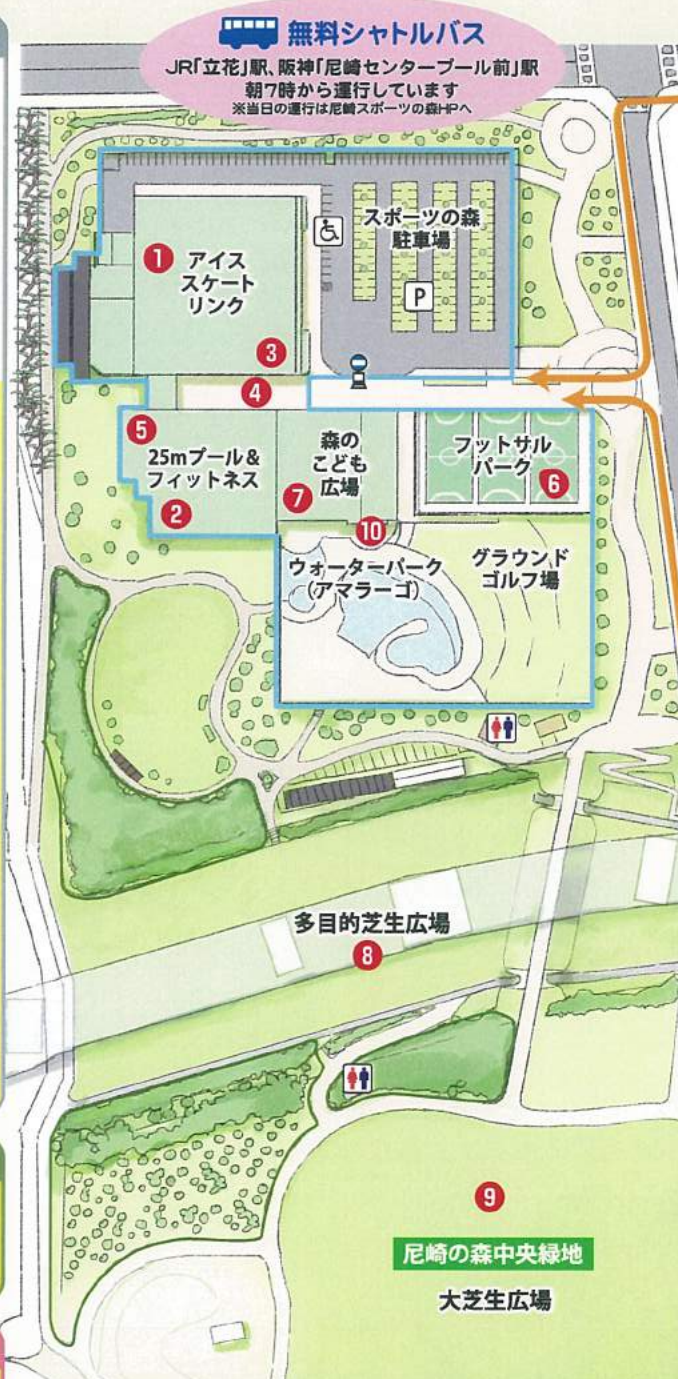 無料シャトルバス
JR「立花」駅、阪神「尼崎センタープール前」駅
朝7時から運行しています
※当日の運行は尼崎スポーツの森HPへ
スポーツの森
駐車場
P
1
アイス
スケート
リンク
3
4
5
25mプール&
フィットネス
2
森の
こども
広場
7
フットサル
パーク
6
10
ウォーターパーク
(アマラーゴ)
グラウンド
ゴルフ場
多目的芝生広場
8
9
尼崎の森中央緑地
大芝生広場